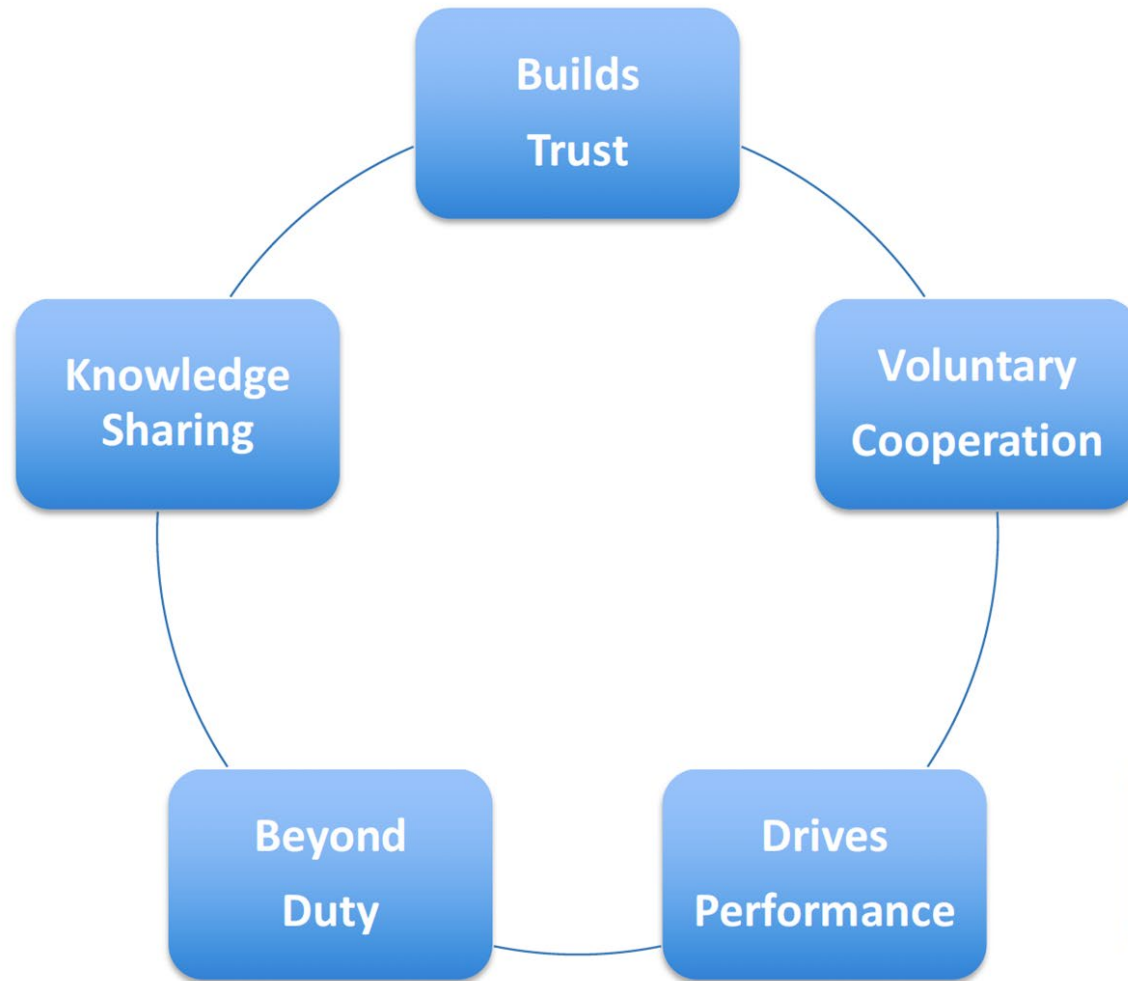 Builds
Trust
Voluntary
Cooperation
Drives
Performance
Beyond
Duty
Knowledge
Sharing